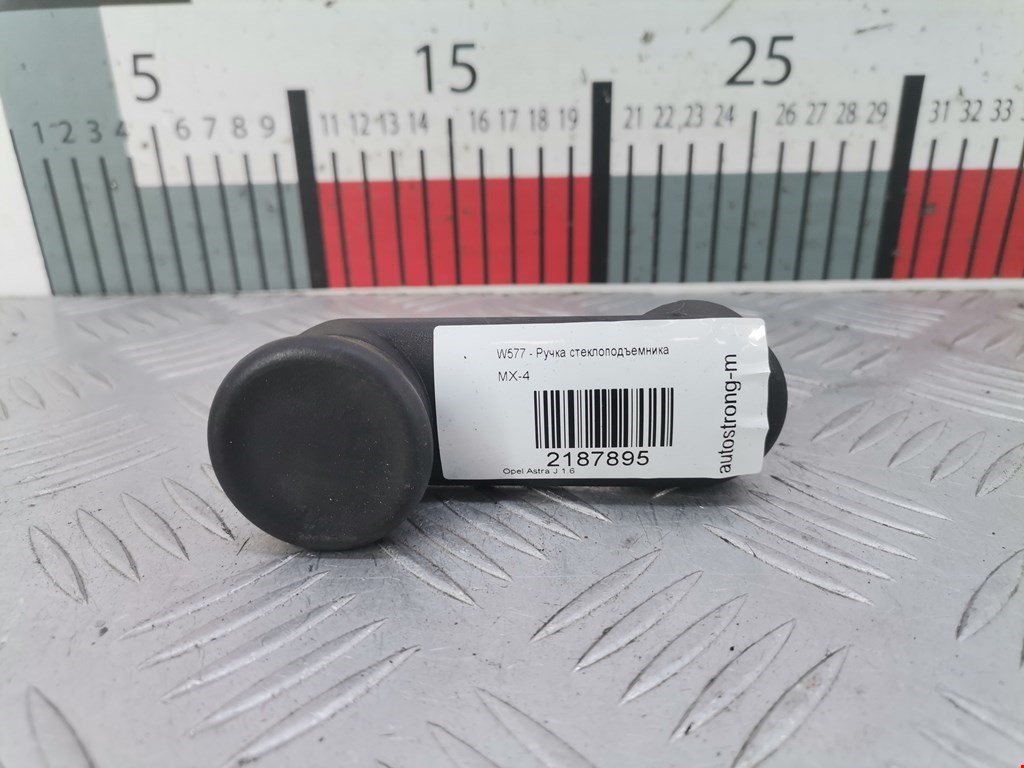 5 15 25
1 2 3 4 6 7 8 9 11 12 13 14 16 17 18 19 21 22 23 24 26 27 28 29 31 32 33
W577 - Ручка стеклоподъемника
MX-4
2187895
Opel Astra J 1.6
autostrong-m